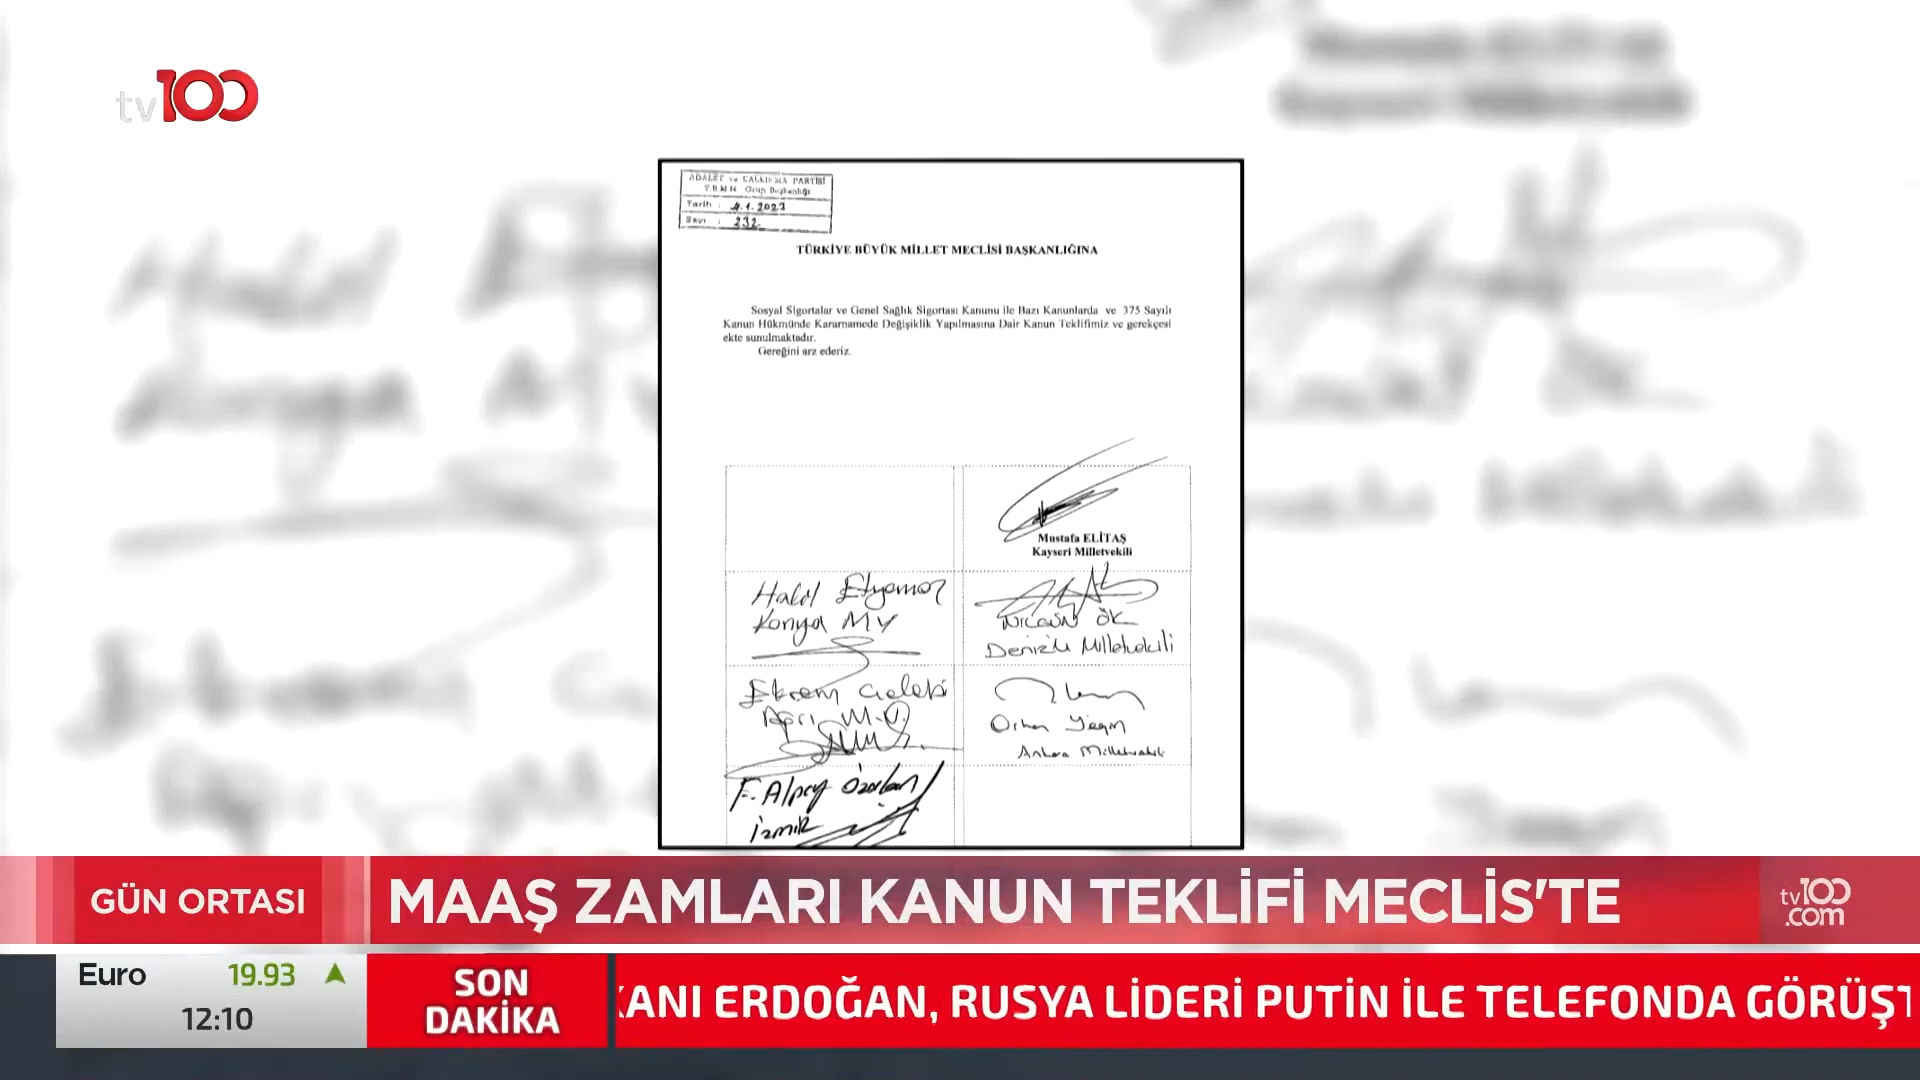 tv100
ADALET ve KALKINMA PARTİSİ
T.B.M.M. Grup Başkanlığı
Tarih : 4.1.2023
Sayı : 232
TÜRKİYE BÜYÜK MİLLET MECLİSİ BAŞKANLIĞINA
Sosyal Sigortalar ve Genel Sağlık Sigortası Kanunu ile Bazı Kanunlarda ve 375 Sayılı
Kanun Hükmünde Kararnamede Değişiklik Yapılmasına Dair Kanun Teklifimiz ve gerekçesi
ekte sunulmaktadır.
Gereğini arz ederiz.
Mustafa ELİTAŞ
Kayseri Milletvekili
Halil Etyemez
Konya MV
NİLGÜN ÖK
Denizli Milletvekili
Ekrem Çelebi
Ağrı M.V.
Orhan Yegin
Ankara Milletvekili
F. Alpay Özalan
İzmir
GÜN ORTASI
MAAŞ ZAMLARI KANUN TEKLİFİ MECLİS'TE
tv100
.com
Euro 19.93
12:10
SON
DAKİKA
KANI ERDOĞAN, RUSYA LİDERİ PUTİN İLE TELEFONDA GÖRÜŞT